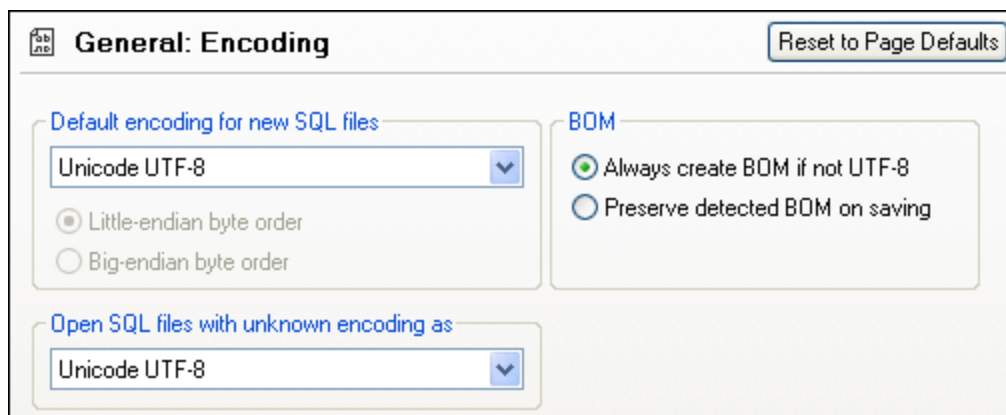 General: Encoding
Reset to Page Defaults
Default encoding for new SQL files
Unicode UTF-8
Little-endian byte order
Big-endian byte order
BOM
Always create BOM if not UTF-8
Preserve detected BOM on saving
Open SQL files with unknown encoding as
Unicode UTF-8